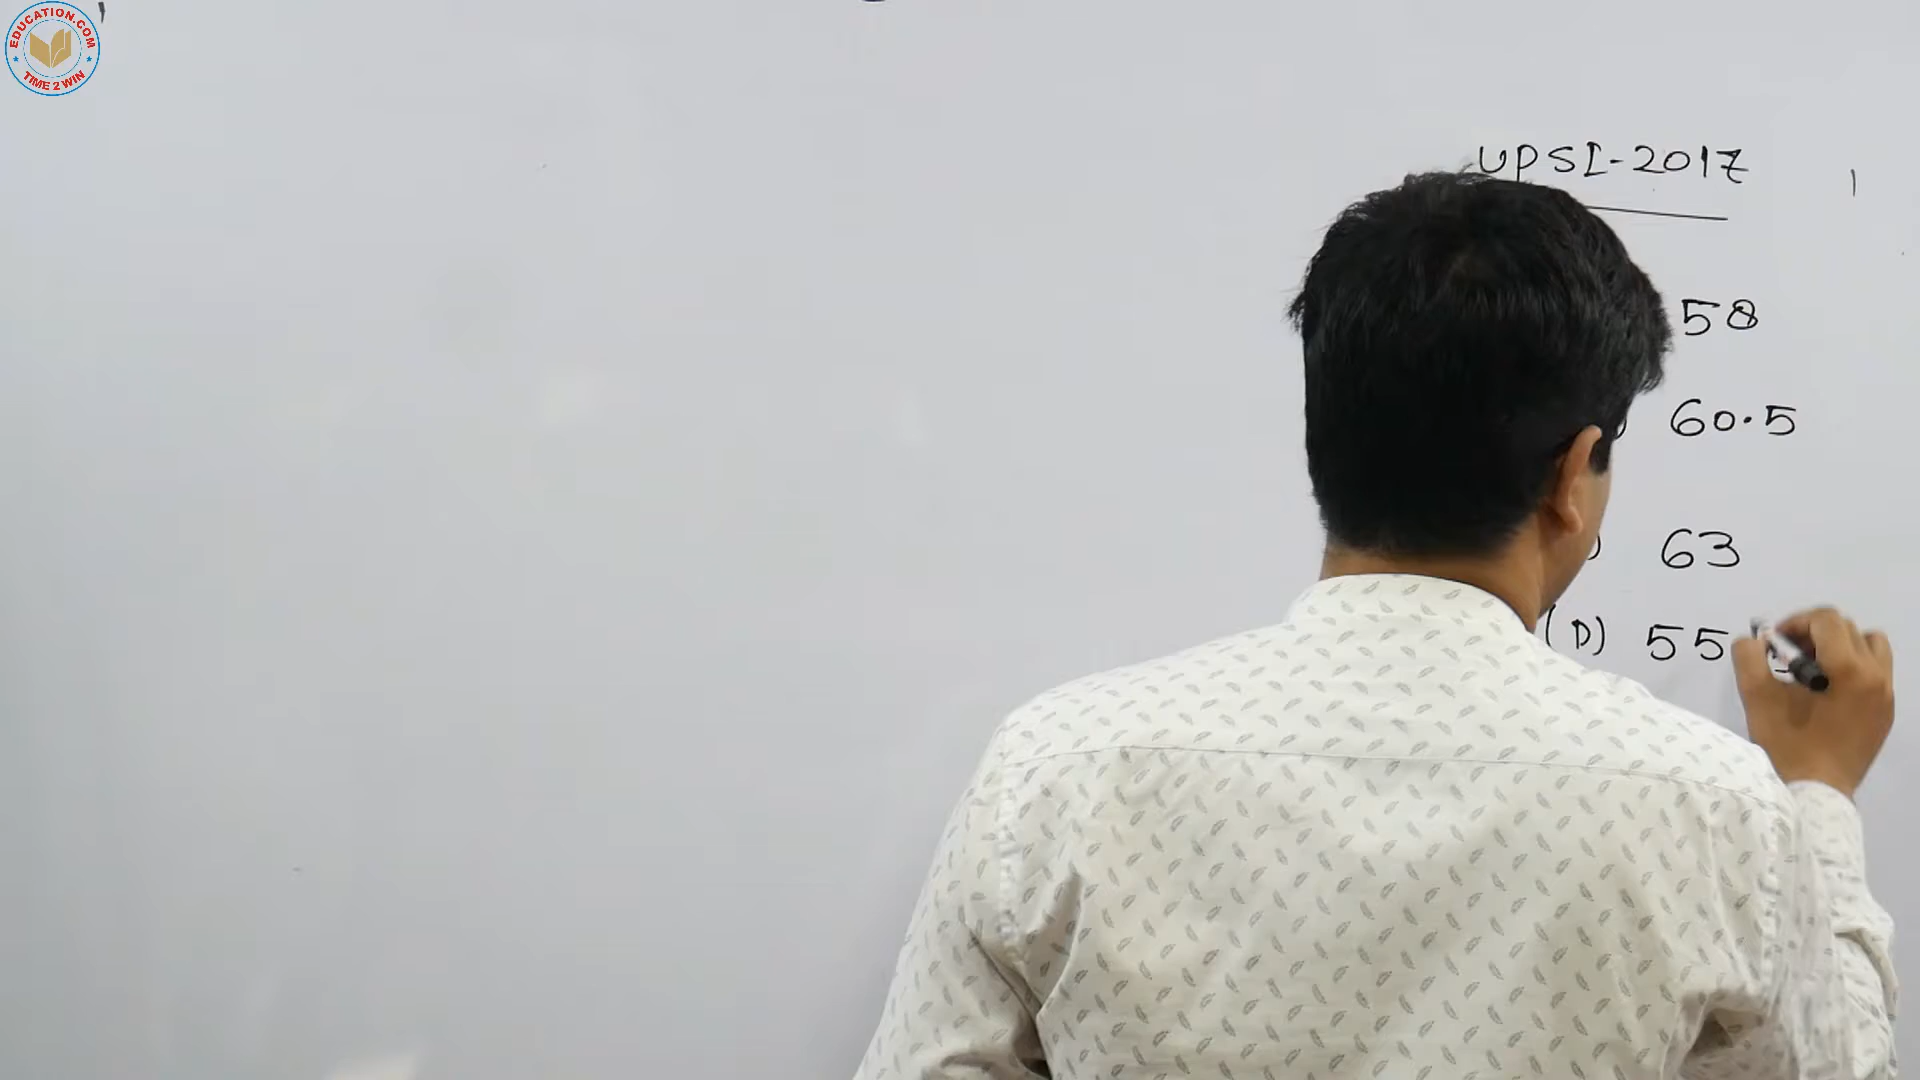 EDUCATION.COM
TIME 2 WIN
UPSI-2017
58
60.5
63
(D) 55